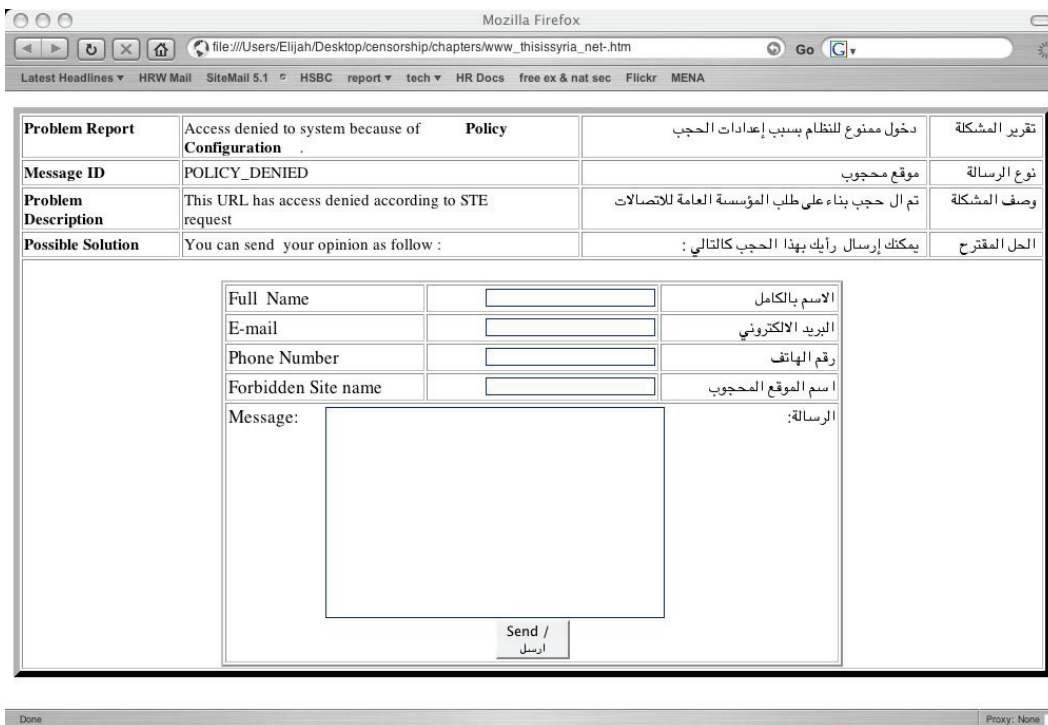 Mozilla Firefox
file:///Users/Elijah/Desktop/censorship/chapters/www_thisissyria_net-.htm
Go
G
Latest Headlines HRW Mail SiteMail 5.1 HSBC report tech HR Docs free ex & nat sec Flickr MENA
Problem Report
Access denied to system because of Policy
Configuration .
دخول ممنوع للنظام بسبب إعدادات الحجب
تقرير المشكلة
Message ID
POLICY_DENIED
موقع محجوب
نوع الرسالة
Problem
Description
This URL has access denied according to STE
request
تم ال حجب بناء على طلب المؤسسة العامة للاتصالات
وصف المشكلة
Possible Solution
You can send your opinion as follow :
يمكنك إرسال رأيك بهذا الحجب كالتالي :
الحل المقترح
Full Name
الاسم بالكامل
E-mail
البريد الالكتروني
Phone Number
رقم الهاتف
Forbidden Site name
اسم الموقع المحجوب
Message:
الرسالة:
Send /
ارسل
Done
Proxy: None